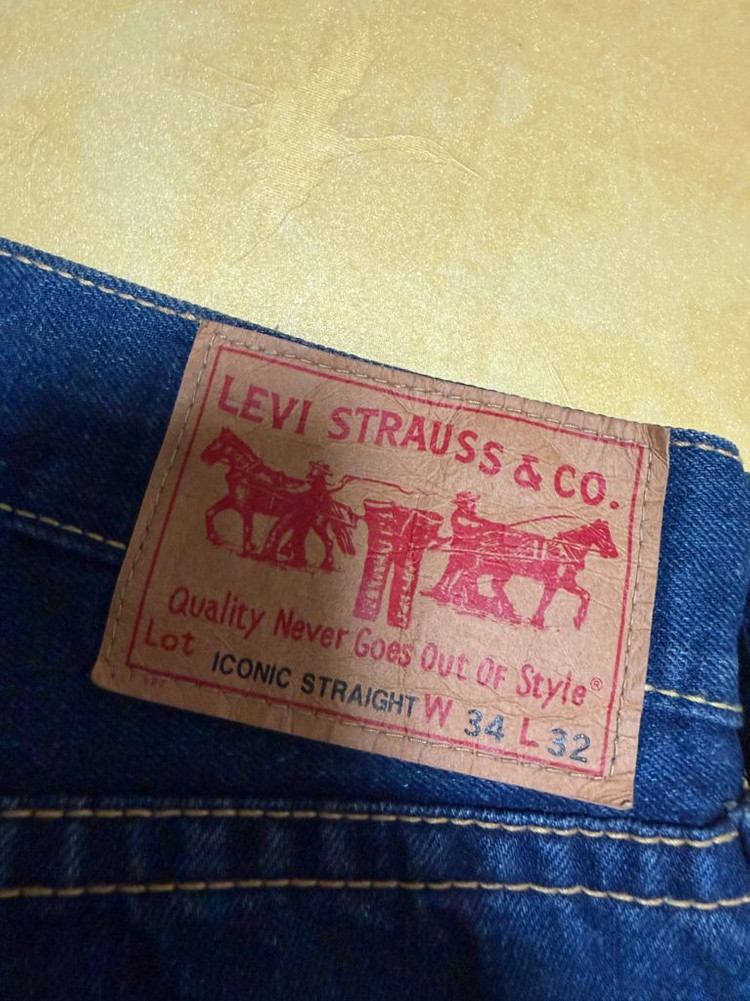 LEVI STRAUSS & CO.
Quality Never Goes Out Of Style®
Lot ICONIC STRAIGHT W 34 L 32